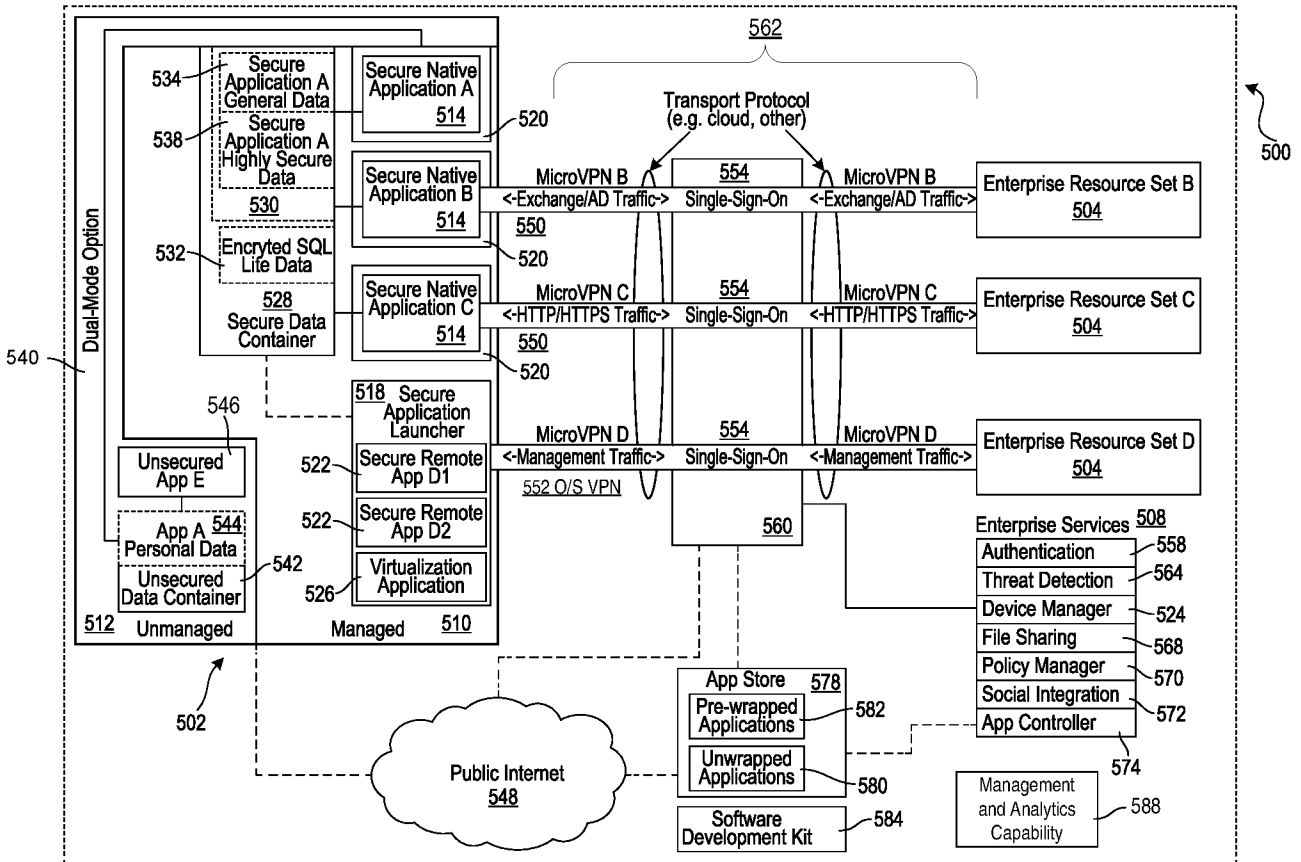 562
500
Dual-Mode Option
540
534
Secure
Application A
General Data
538
Secure
Application A
Highly Secure
Data
530
532
Encryted SQL
Lite Data
528
Secure Data
Container
Secure Native
Application A
514
520
Secure Native
Application B
514
520
Secure Native
Application C
514
520
Transport Protocol
(e.g. cloud, other)
MicroVPN B
<-Exchange/AD Traffic->
550
554
Single-Sign-On
MicroVPN B
<-Exchange/AD Traffic->
Enterprise Resource Set B
504
MicroVPN C
<-HTTP/HTTPS Traffic->
550
554
Single-Sign-On
MicroVPN C
<-HTTP/HTTPS Traffic->
Enterprise Resource Set C
504
518
Secure
Application
Launcher
522
Secure Remote
App D1
522
Secure Remote
App D2
526
Virtualization
Application
MicroVPN D
<-Management Traffic->
552 O/S VPN
554
Single-Sign-On
MicroVPN D
<-Management Traffic->
Enterprise Resource Set D
504
560
546
Unsecured
App E
App A
544
Personal Data
542
Unsecured
Data Container
512
Unmanaged
Managed
510
502
Enterprise Services
508
Authentication
558
Threat Detection
564
Device Manager
524
File Sharing
568
Policy Manager
570
Social Integration
572
App Controller
574
App Store
578
Pre-wrapped
Applications
582
Unwrapped
Applications
580
Public Internet
548
Software
Development Kit
584
Management
and Analytics
Capability
588